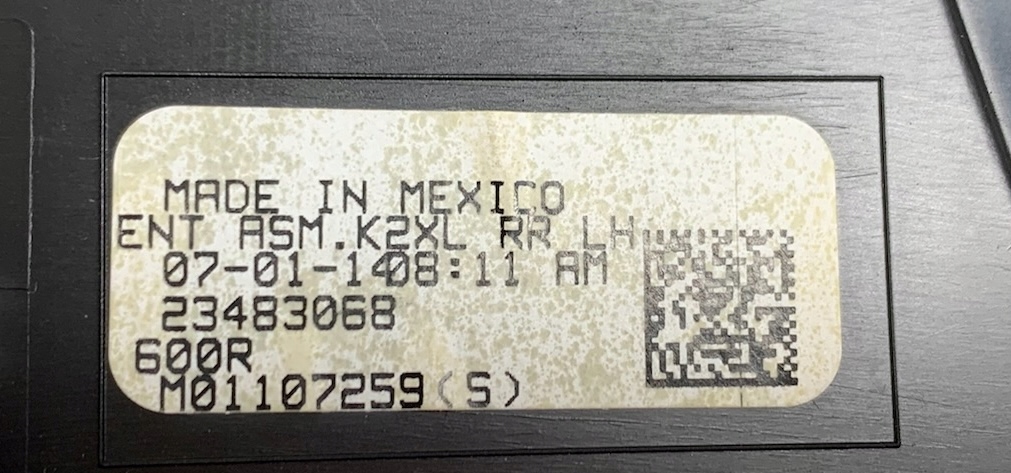 MADE IN MEXICO
ENT ASM.K2XL RR LH
07-01-1408:11 AM
23483068
600R
M01107259(S)